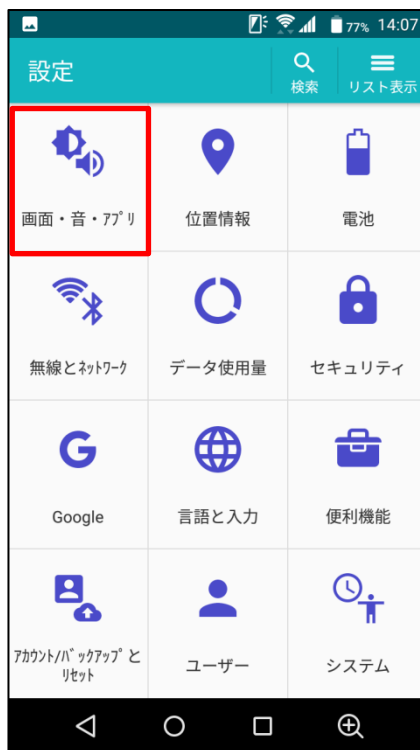 77% 14:07
設定
検索
リスト表示
画面・音・ｱﾌﾟﾘ
位置情報
電池
無線とﾈｯﾄﾜｰｸ
データ使用量
セキュリティ
Google
言語と入力
便利機能
ｱｶｳﾝﾄ/ﾊﾞｯｸｱｯﾌﾟと
ﾘｾｯﾄ
ユーザー
システム